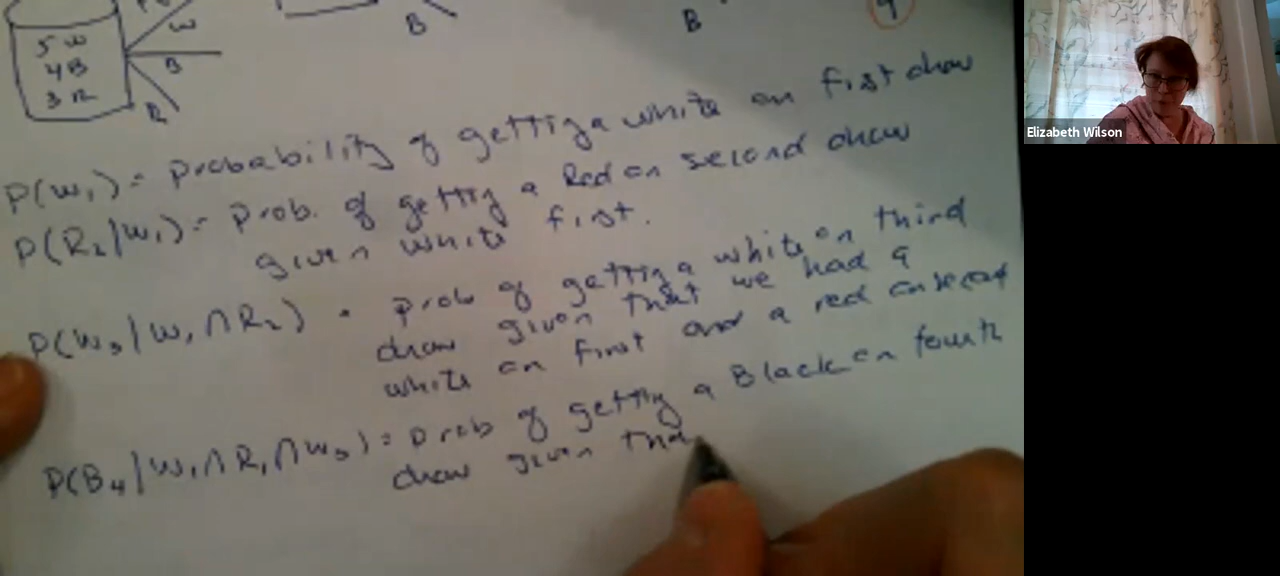 W
5 W
4 B
3 R
B
R
B
B
9
P(W₁) = Probability of getting a white on first draw
P(R₂/W₁) = Prob. of getting a Red on second draw
given white first.
P(W₃/W₁∩R₂) = prob of getting a white on third
draw given that we had a
white on first and a red on second
P(B₄/W₁∩R₁∩W₃) = prob of getting a Black on fourth
draw given tha
Elizabeth Wilson